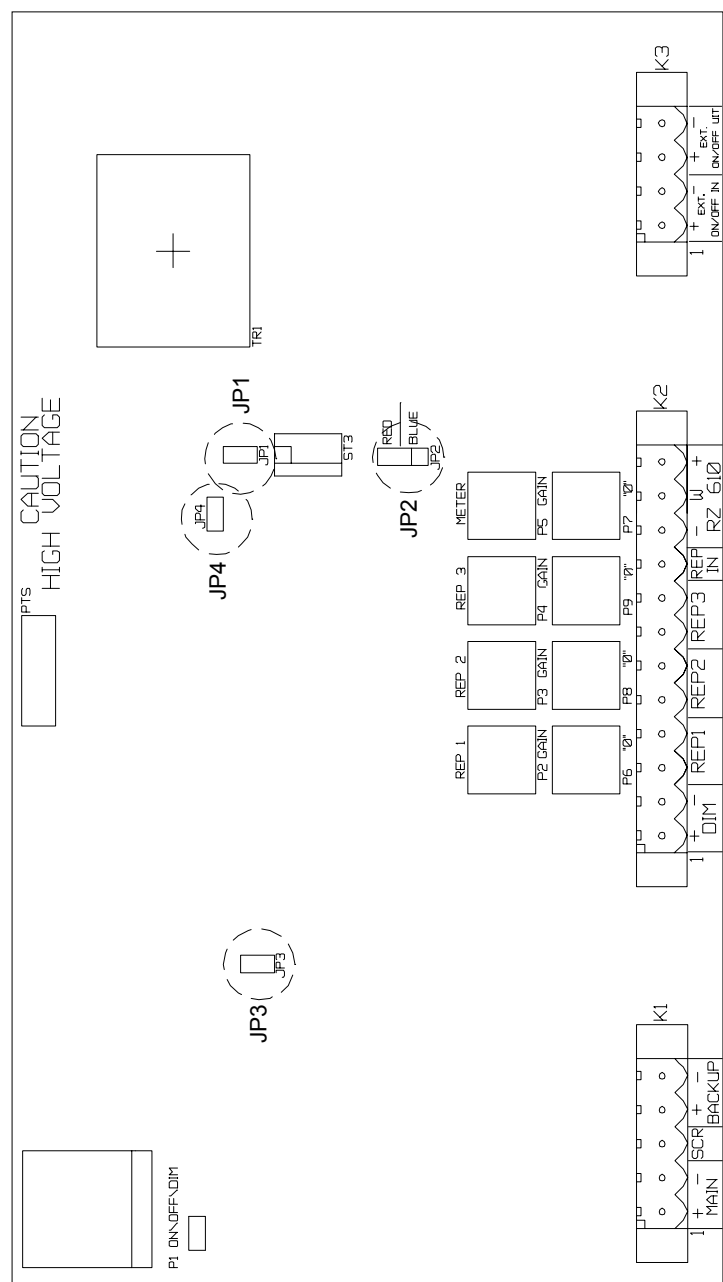 CAUTION
HIGH VOLTAGE
PTS
TR1
JP1
JP1
JP4
JP4
ST3
RED
BLUE
JP2
JP2
JP3
JP3
P1 ON\OFF\DIM
REP 1
REP 2
REP 3
METER
P2 GAIN
P3 GAIN
P4 GAIN
P5 GAIN
P6 "0"
P8 "0"
P9 "0"
P7 "0"
K1
1
+ - + -
MAIN
SCR
BACKUP
K2
1
+ -
DIM
REP1
REP2
REP3
REP
IN
- W +
RZ 610
K3
1
+ - + -
EXT.
ON/OFF IN
EXT.
ON/OFF UIT